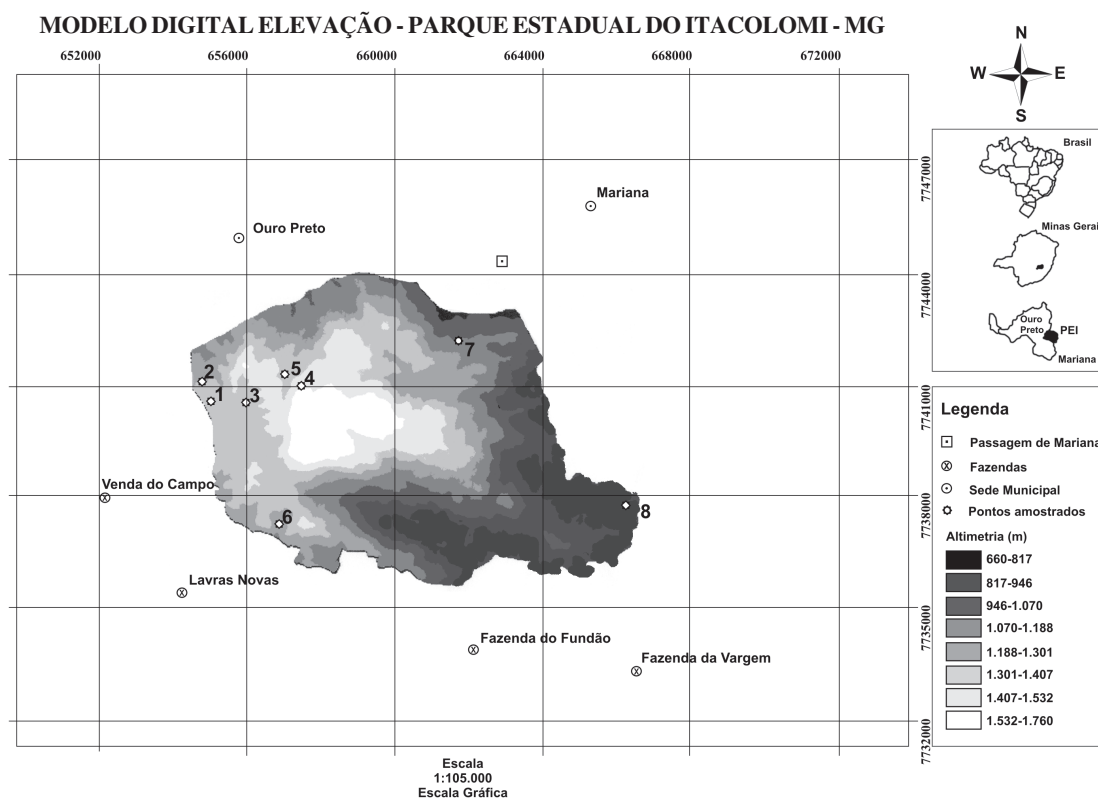 MODELO DIGITAL ELEVAÇÃO - PARQUE ESTADUAL DO ITACOLOMI - MG
652000 656000 660000 664000 668000 672000
N
W E
S
7747000
7744000
7741000
7738000
7735000
7732000
Mariana
Ouro Preto
7
5
4
2
1
3
Venda do Campo
6
8
Lavras Novas
Fazenda do Fundão
Fazenda da Vargem
Brasil
Minas Gerai
Ouro
Preto
PEI
Mariana
Legenda
Passagem de Mariana
Fazendas
Sede Municipal
Pontos amostrados
Altimetria (m)
660-817
817-946
946-1.070
1.070-1.188
1.188-1.301
1.301-1.407
1.407-1.532
1.532-1.760
Escala
1:105.000
Escala Gráfica